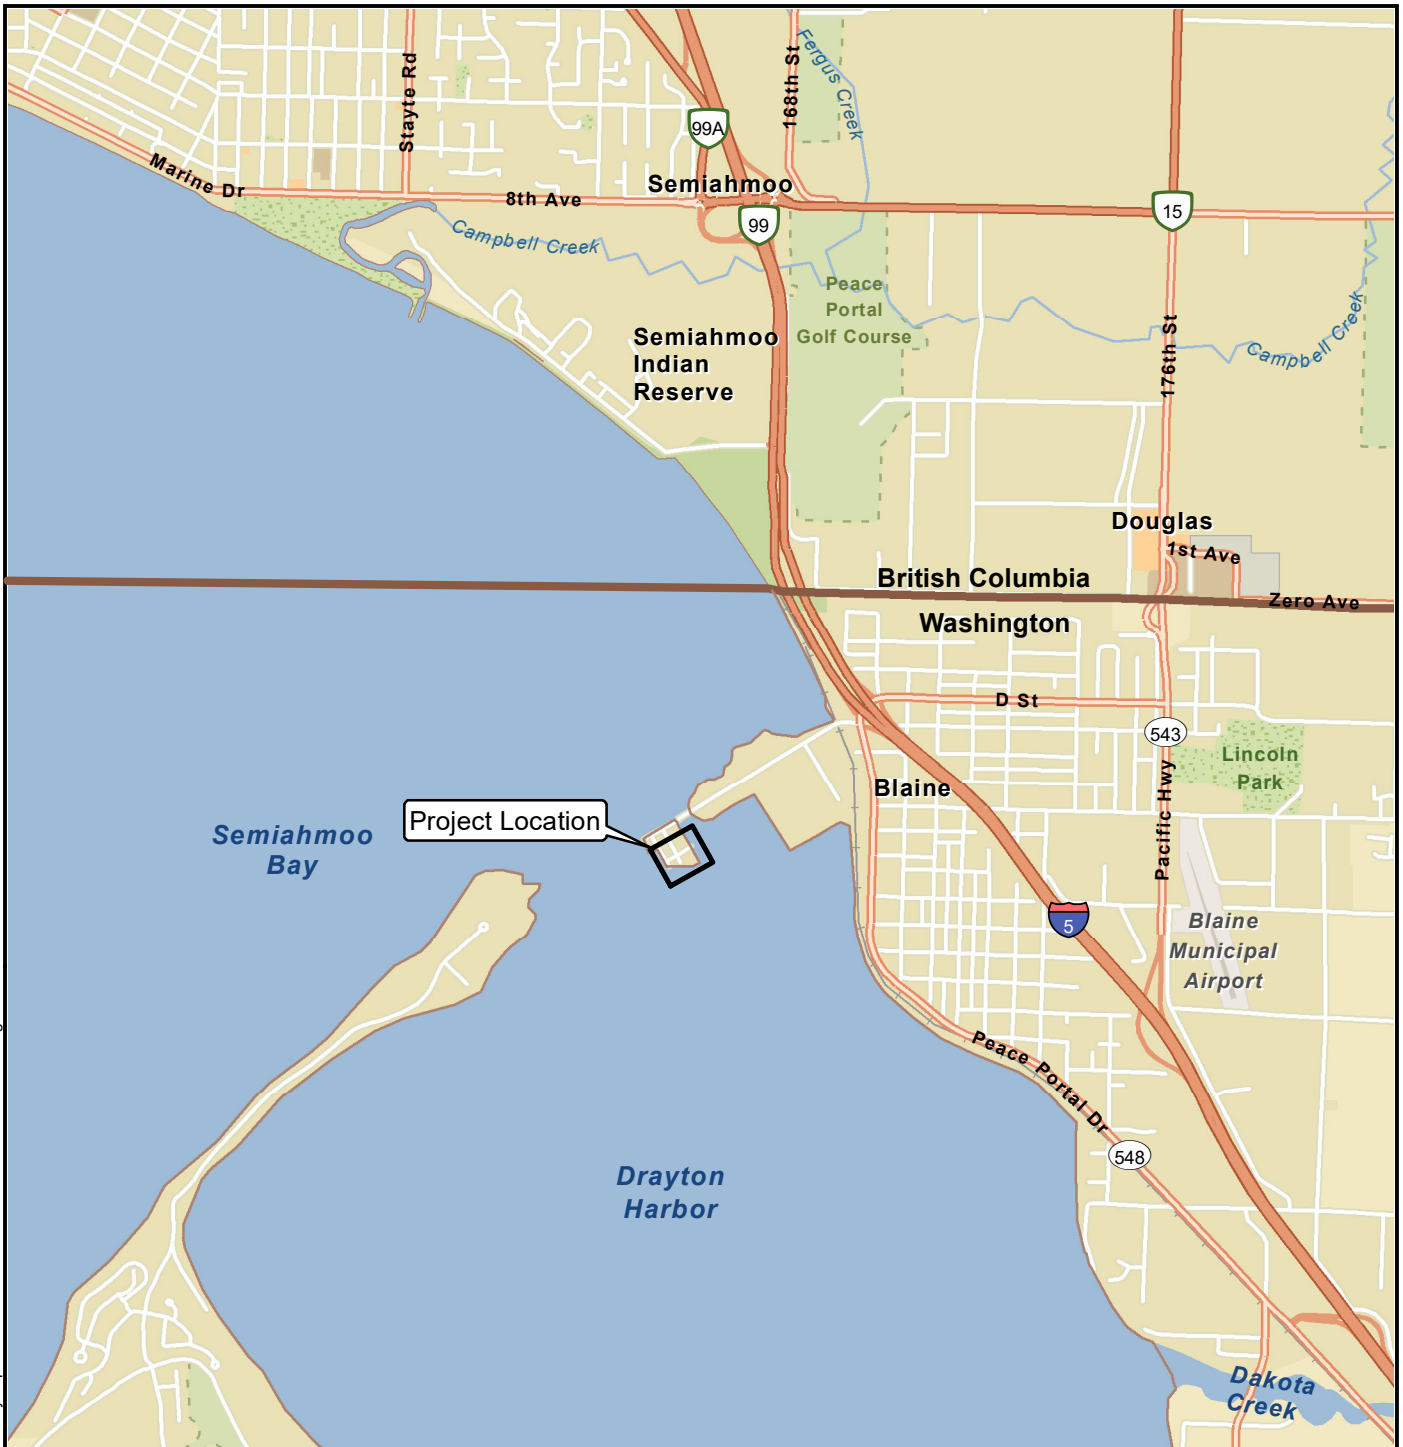 Stayte Rd
168th St
Fergus Creek
99A
Marine Dr
8th Ave
Semiahmoo
99
15
Campbell Creek
Peace
Portal
Golf Course
Semiahmoo
Indian
Reserve
176th St
Campbell Creek
Douglas
1st Ave
British Columbia
Zero Ave
Washington
D St
543
Lincoln
Park
Blaine
Pacific Hwy
Project Location
Semiahmoo
Bay
5
Blaine
Municipal
Airport
Peace Portal Dr
548
Drayton
Harbor
Dakota
Creek